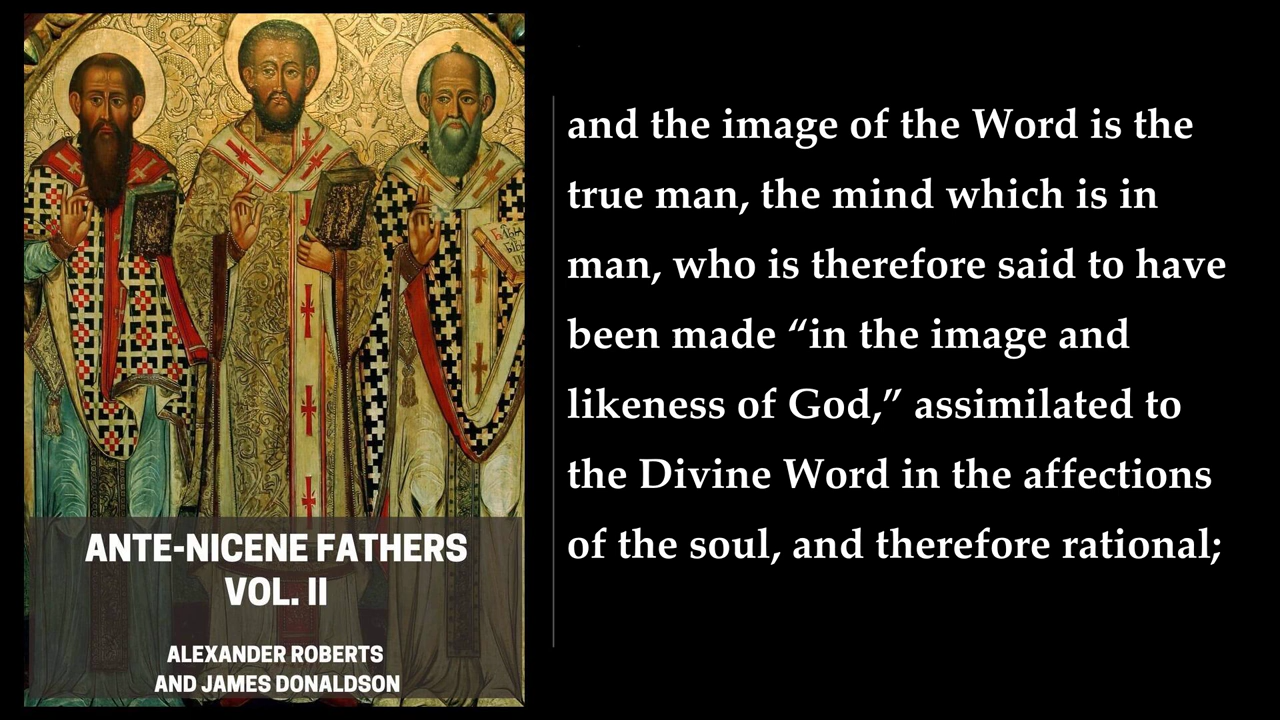 ANTE-NICENE FATHERS
VOL. II
ALEXANDER ROBERTS
AND JAMES DONALDSON
and the image of the Word is the
true man, the mind which is in
man, who is therefore said to have
been made “in the image and
likeness of God,” assimilated to
the Divine Word in the affections
of the soul, and therefore rational;